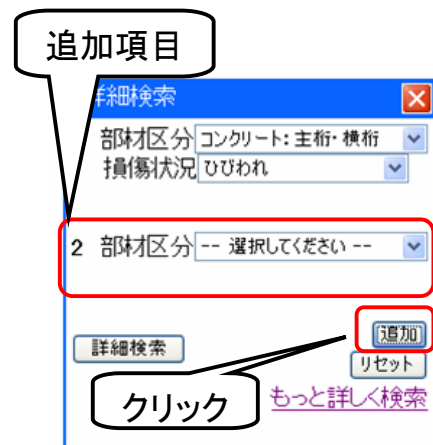 追加項目
詳細検索
部材区分 コンクリート：主桁・横桁
損傷状況 ひびわれ
2 部材区分 -- 選択してください --
追加
詳細検索
リセット
もっと詳しく検索
クリック